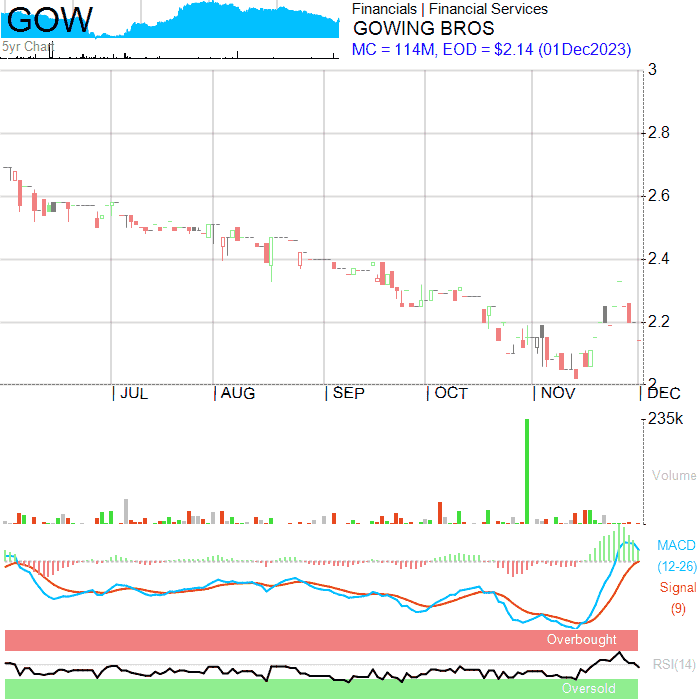 GOW
Financials | Financial Services
GOWING BROS
5yr Chart
MC = 114M, EOD = $2.14 (01Dec2023)
3
2.8
2.6
2.4
2.2
2
JUL
AUG
SEP
OCT
NOV
DEC
235k
Volume
MACD
(12-26)
Signal
(9)
Overbought
RSI(14)
Oversold